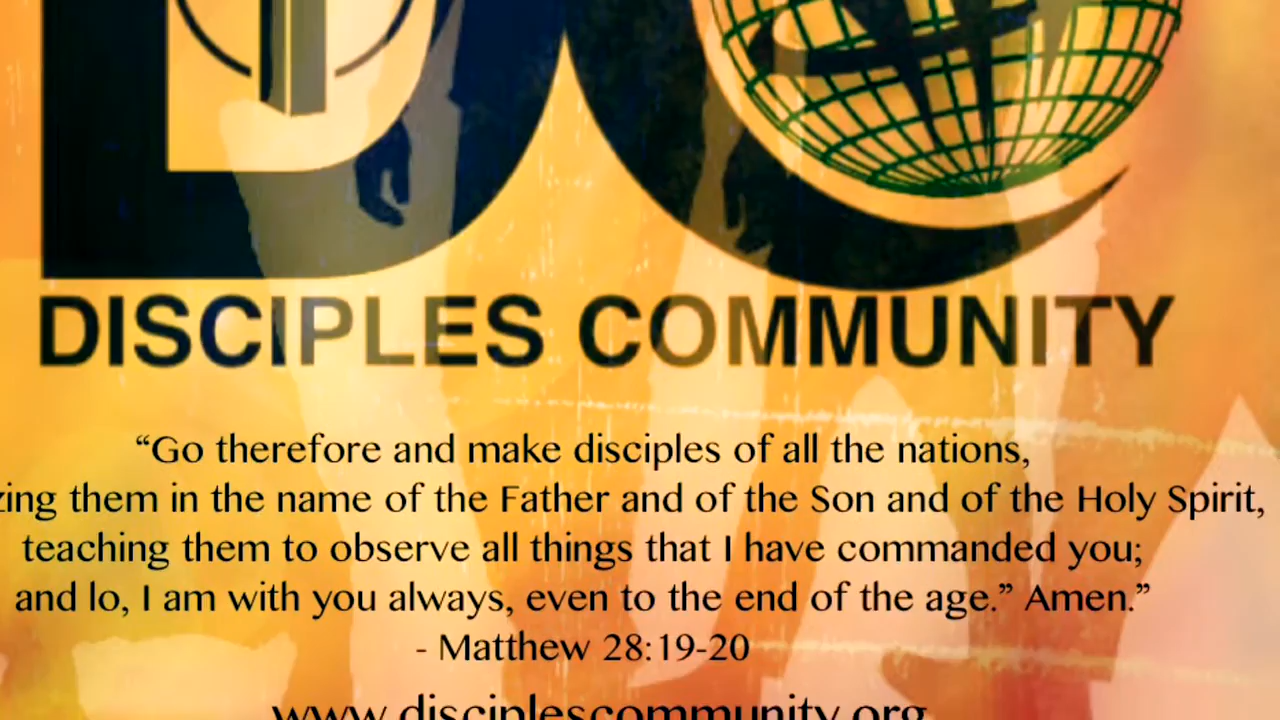 DISCIPLES COMMUNITY
“Go therefore and make disciples of all the nations,
zing them in the name of the Father and of the Son and of the Holy Spirit,
teaching them to observe all things that I have commanded you;
and lo, I am with you always, even to the end of the age.” Amen.”
- Matthew 28:19-20
www.disciplescommunity.org